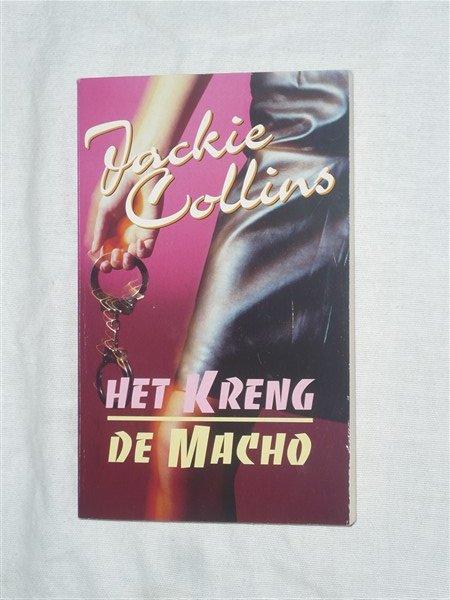 Jackie
Collins
HET KRENG
DE MACHO